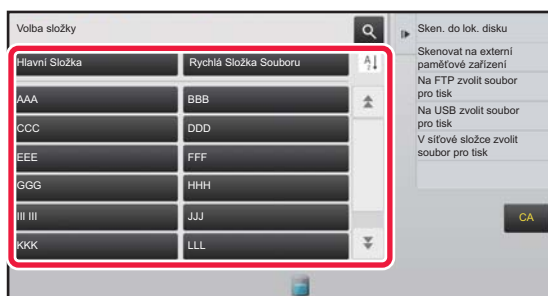 Volba složky
Hlavní Složka
Rychlá Složka Souboru
AAA
BBB
CCC
DDD
EEE
FFF
GGG
HHH
III III
JJJ
KKK
LLL
Sken. do lok. disku
Skenovat na externí
paměťové zařízení
Na FTP zvolit soubor
pro tisk
Na USB zvolit soubor
pro tisk
V síťové složce zvolit
soubor pro tisk
CA